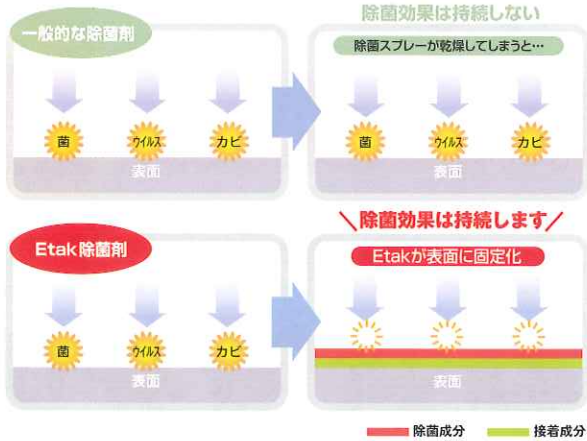 一般的な除菌剤
菌
ウイルス
カビ
表面
除菌効果は持続しない
除菌スプレーが乾燥してしまうと…
菌
ウイルス
カビ
表面
Etak除菌剤
菌
ウイルス
カビ
表面
\除菌効果は持続します/
Etakが表面に固定化
表面
除菌成分
接着成分